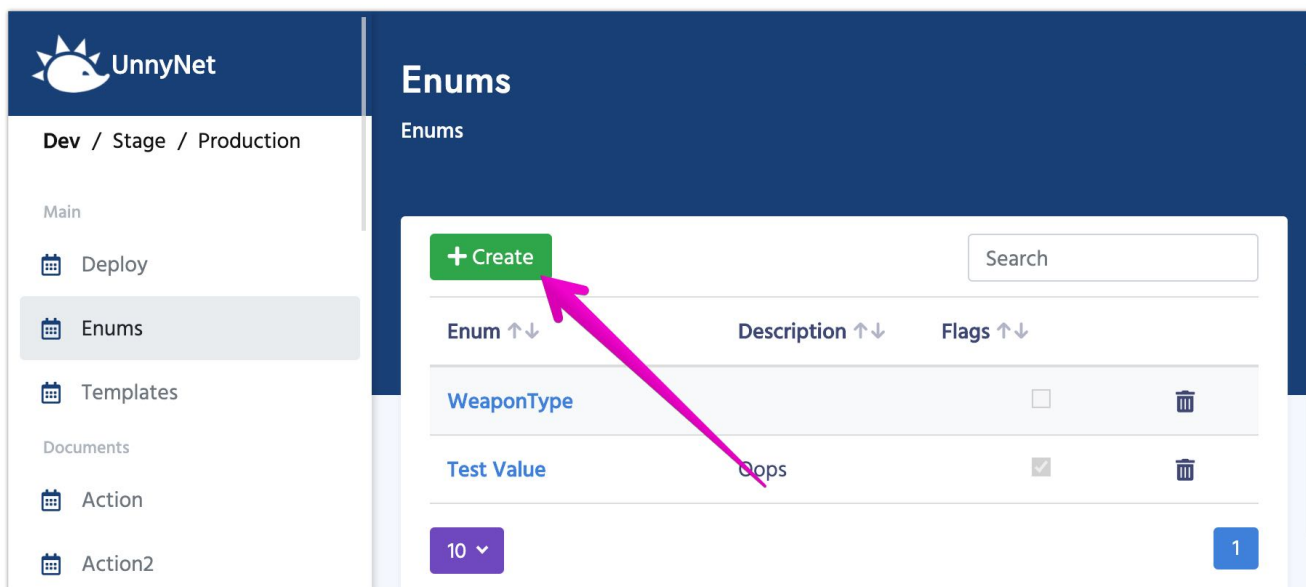 UnnyNet
Dev / Stage / Production
Main
Deploy
Enums
Templates
Documents
Action
Action2
Enums
Enums
+ Create
Search
Enum ↑↓ Description ↑↓ Flags ↑↓
WeaponType
Test Value Oops
10
1